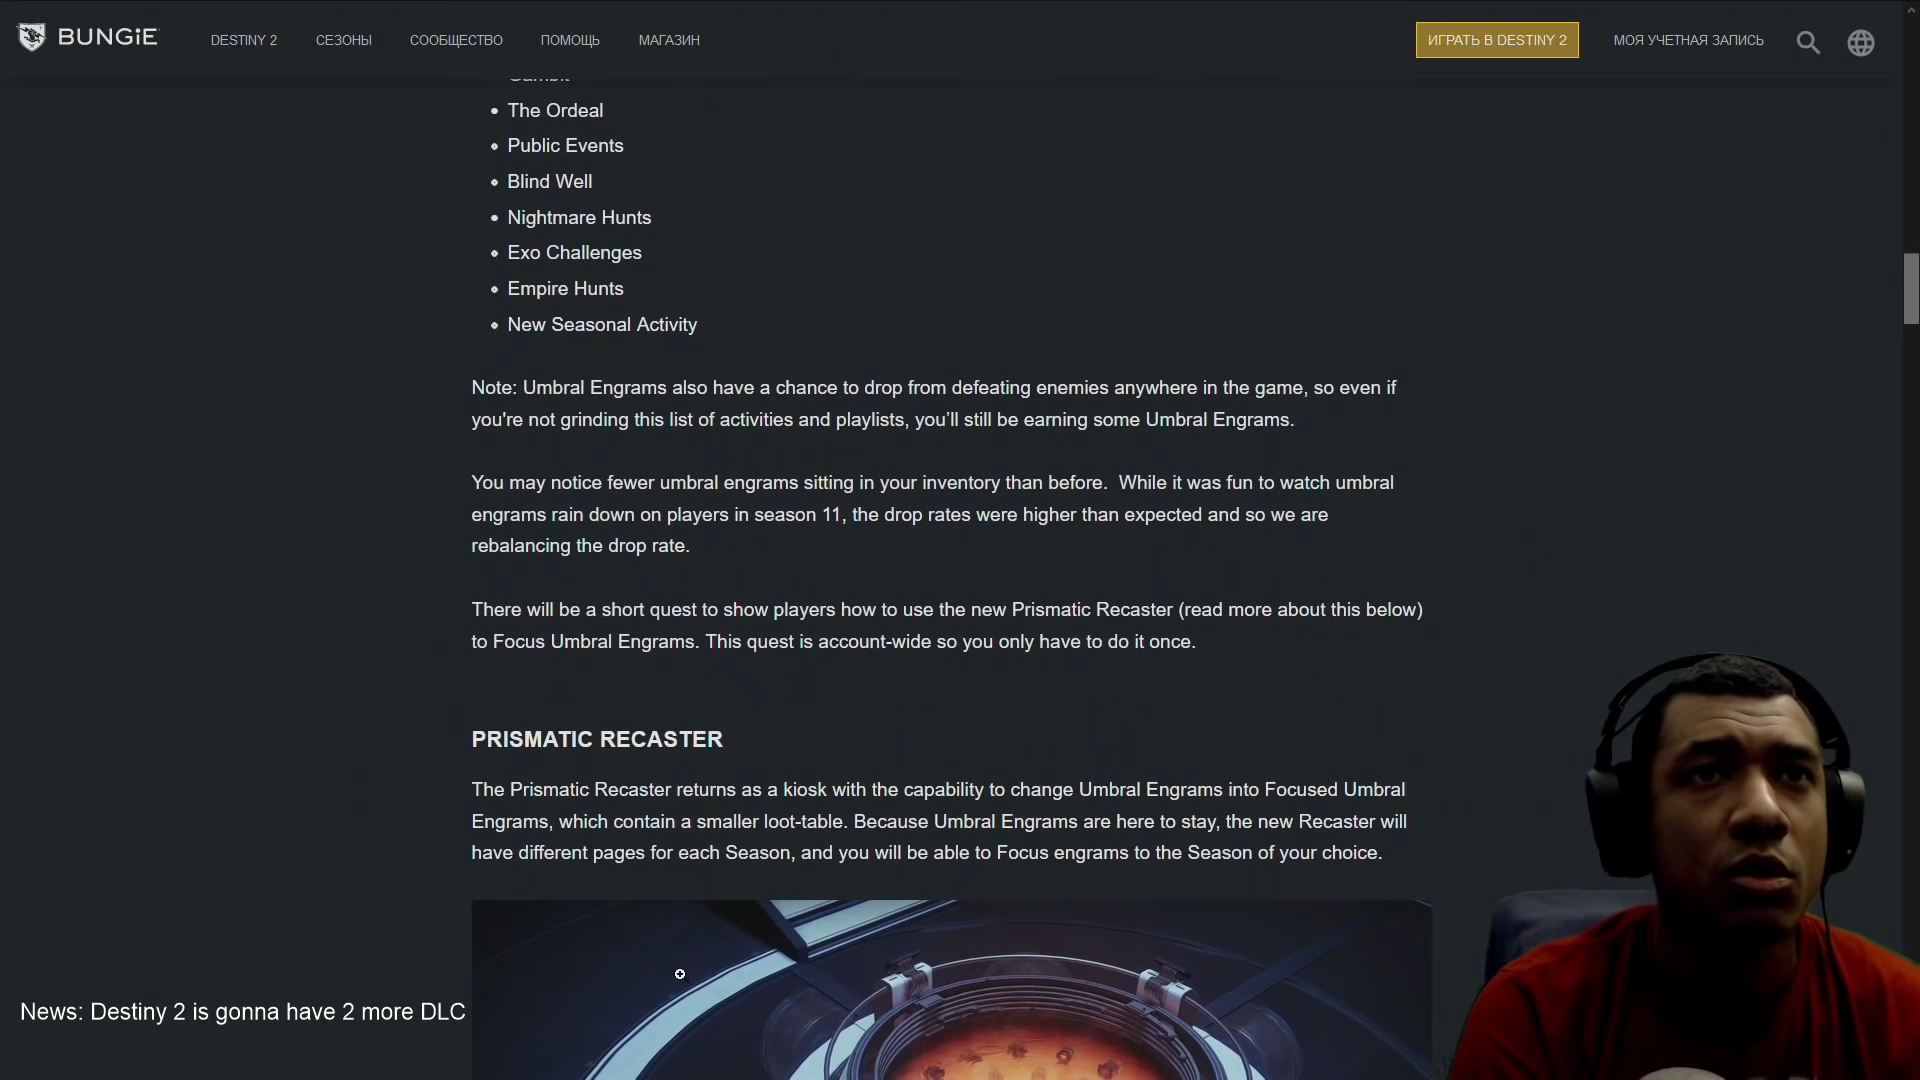 BUNGiE
DESTINY 2
СЕЗОНЫ
СООБЩЕСТВО
ПОМОЩЬ
МАГАЗИН
ИГРАТЬ В DESTINY 2
МОЯ УЧЕТНАЯ ЗАПИСЬ
Gambit
The Ordeal
Public Events
Blind Well
Nightmare Hunts
Exo Challenges
Empire Hunts
New Seasonal Activity
Note: Umbral Engrams also have a chance to drop from defeating enemies anywhere in the game, so even if
you're not grinding this list of activities and playlists, you’ll still be earning some Umbral Engrams.
You may notice fewer umbral engrams sitting in your inventory than before.  While it was fun to watch umbral
engrams rain down on players in season 11, the drop rates were higher than expected and so we are
rebalancing the drop rate.
There will be a short quest to show players how to use the new Prismatic Recaster (read more about this below)
to Focus Umbral Engrams. This quest is account-wide so you only have to do it once.
PRISMATIC RECASTER
The Prismatic Recaster returns as a kiosk with the capability to change Umbral Engrams into Focused Umbral
Engrams, which contain a smaller loot-table. Because Umbral Engrams are here to stay, the new Recaster will
have different pages for each Season, and you will be able to Focus engrams to the Season of your choice.
News: Destiny 2 is gonna have 2 more DLC